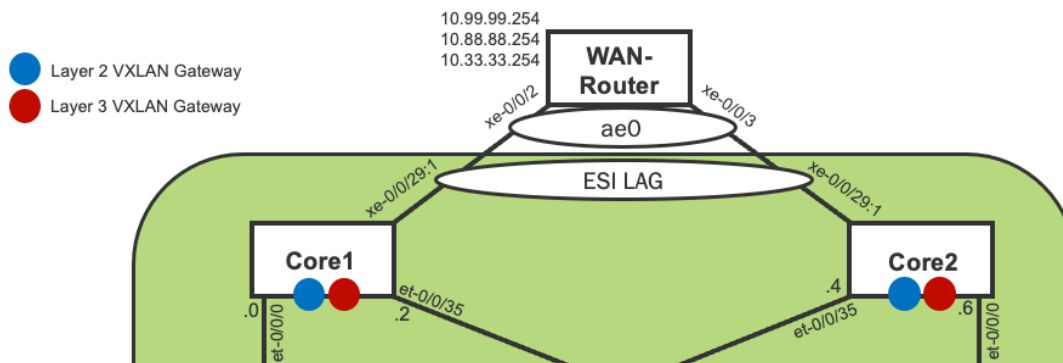 10.99.99.254
10.88.88.254
10.33.33.254
WAN-
Router
Layer 2 VXLAN Gateway
Layer 3 VXLAN Gateway
xe-0/0/2
xe-0/0/3
ae0
ESI LAG
xe-0/0/29:1
xe-0/0/29:1
Core1
Core2
.0
et-0/0/0
.2
et-0/0/35
.4
et-0/0/35
.6
et-0/0/0